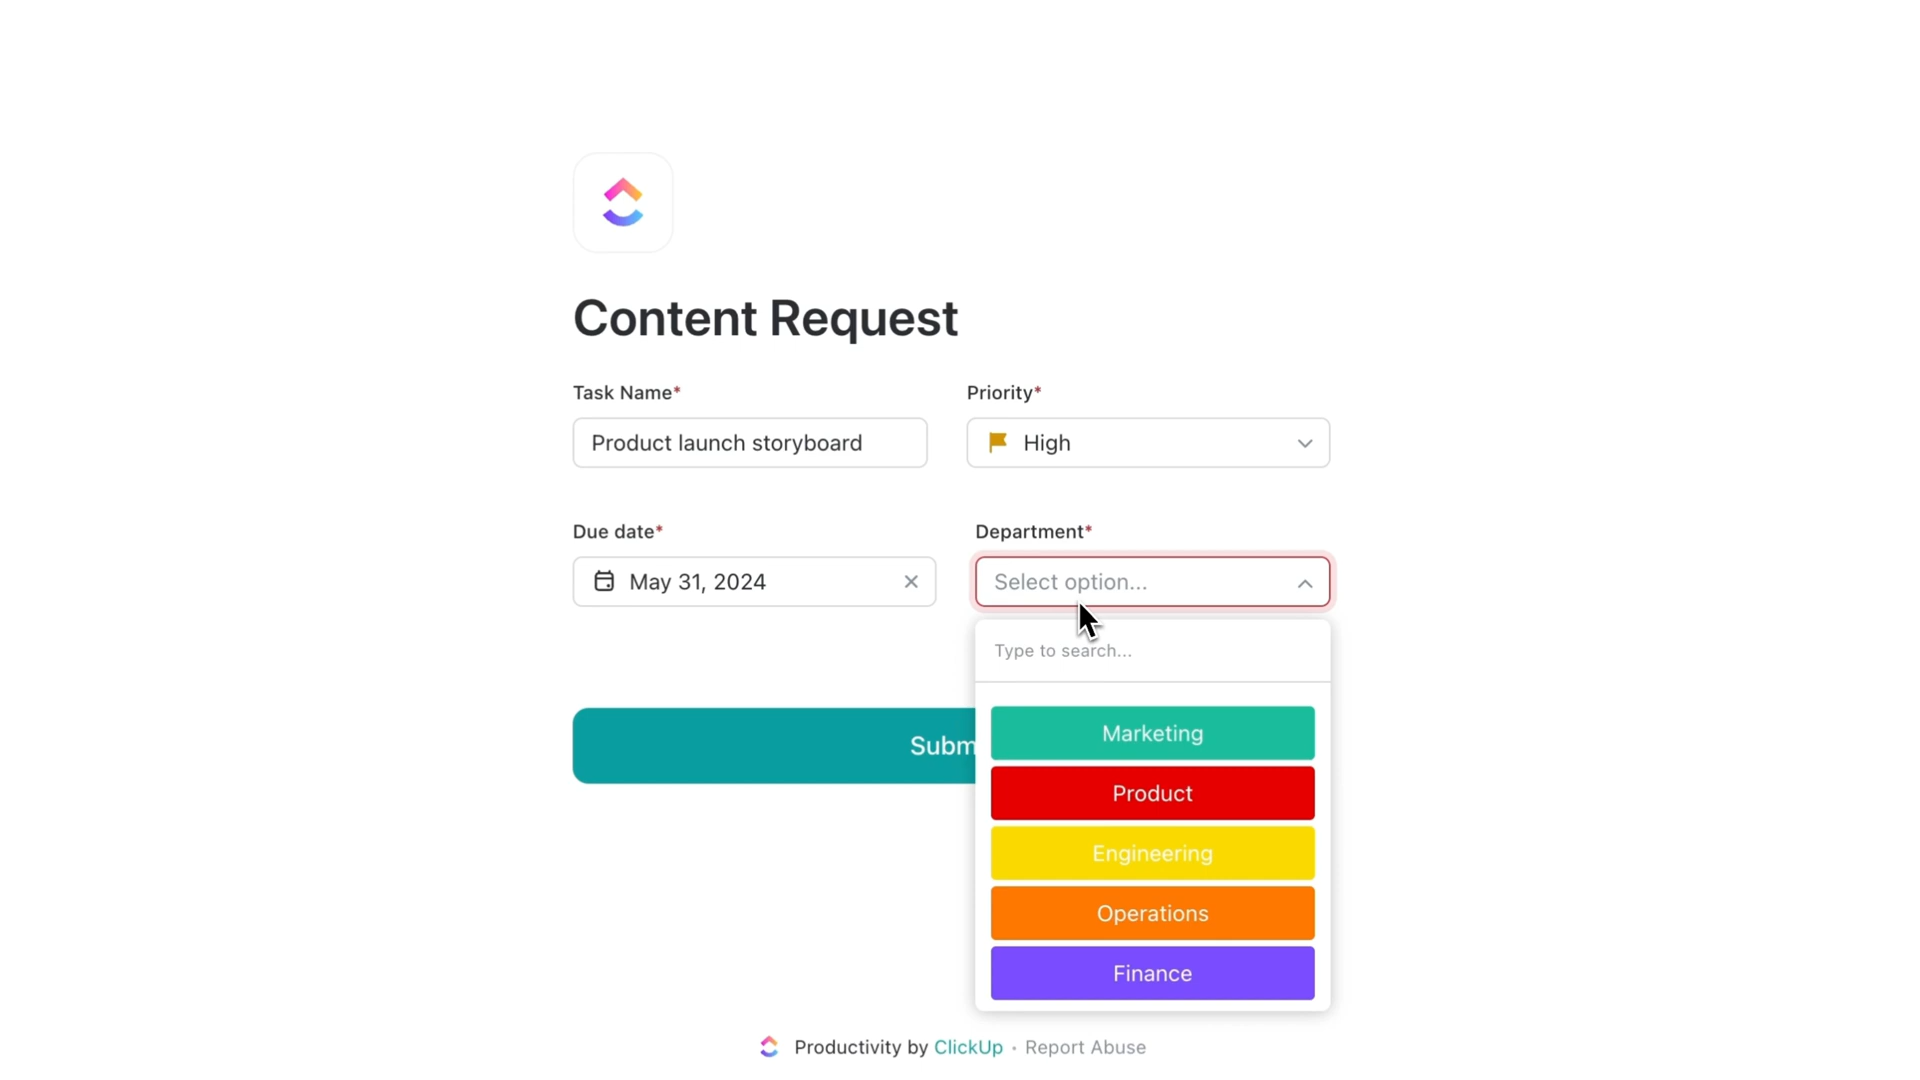 Content Request
Task Name*
Priority*
Product launch storyboard
High
Due date*
Department*
May 31, 2024
Select option...
Type to search...
Subm
Marketing
Product
Engineering
Operations
Finance
Productivity by ClickUp • Report Abuse